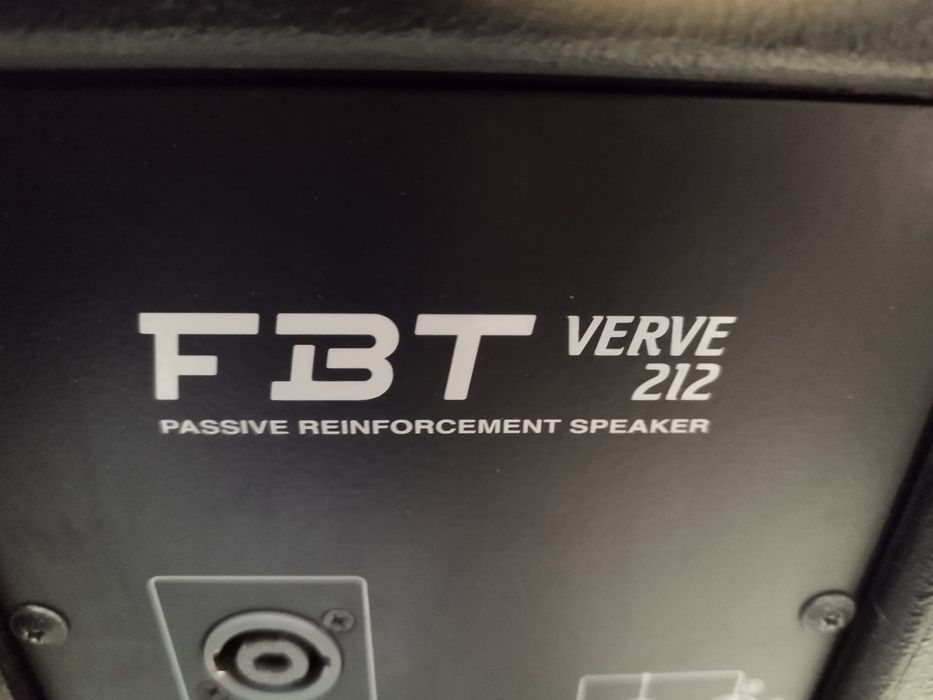 FBT VERVE
212
PASSIVE REINFORCEMENT SPEAKER